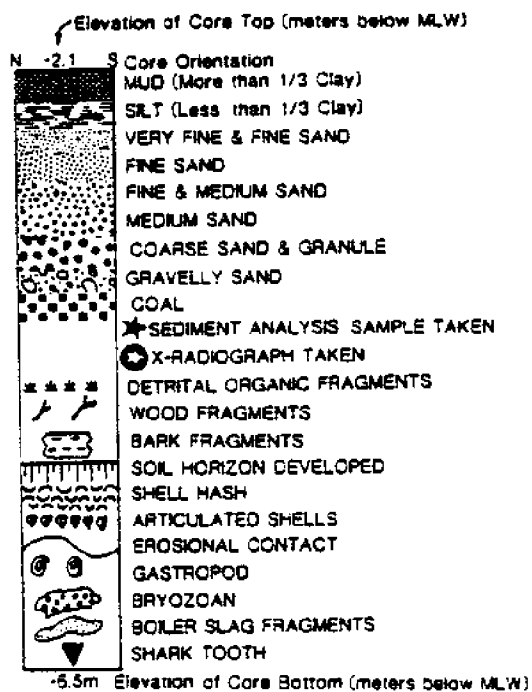 Elevation of Core Top (meters below MLW)
N -2.1 S Core Orientation
MUD (More than 1/3 Clay)
SILT (Less than 1/3 Clay)
VERY FINE & FINE SAND
FINE SAND
FINE & MEDIUM SAND
MEDIUM SAND
COARSE SAND & GRANULE
GRAVELLY SAND
COAL
SEDIMENT ANALYSIS SAMPLE TAKEN
X-RADIOGRAPH TAKEN
DETRITAL ORGANIC FRAGMENTS
WOOD FRAGMENTS
BARK FRAGMENTS
SOIL HORIZON DEVELOPED
SHELL HASH
ARTICULATED SHELLS
EROSIONAL CONTACT
GASTROPOD
BRYOZOAN
BOILER SLAG FRAGMENTS
SHARK TOOTH
-6.5m Elevation of Core Bottom (meters below MLW)